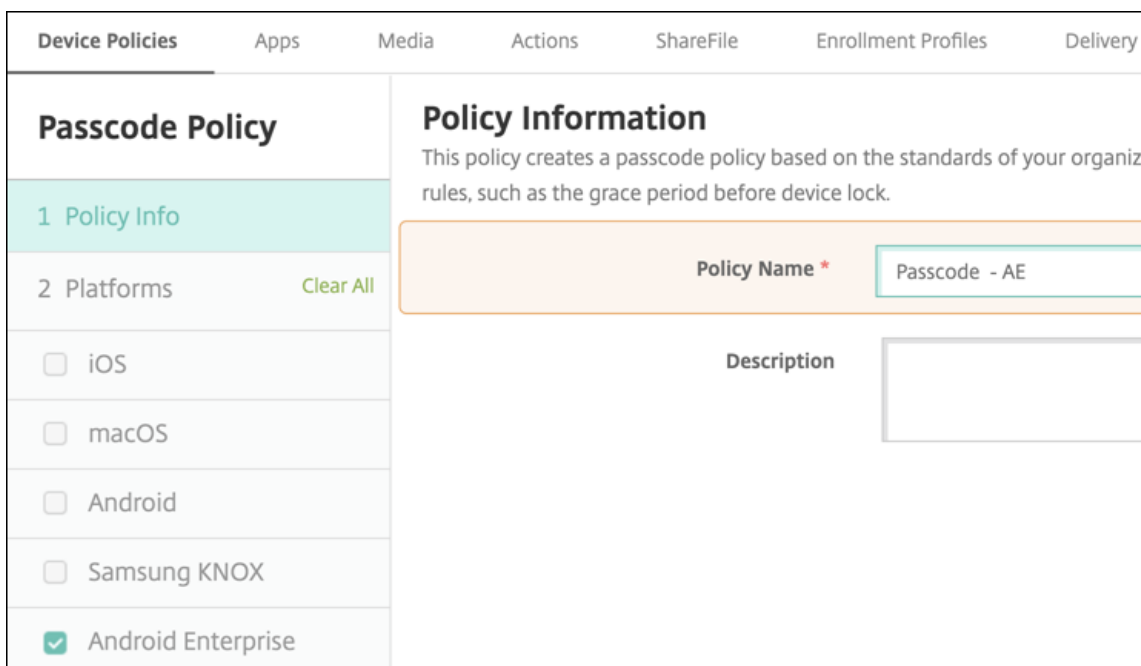 Device Policies Apps Media Actions ShareFile Enrollment Profiles Delivery
Passcode Policy
1 Policy Info
2 Platforms Clear All
iOS
macOS
Android
Samsung KNOX
Android Enterprise
Policy Information
This policy creates a passcode policy based on the standards of your organiz
rules, such as the grace period before device lock.
Policy Name * Passcode - AE
Description